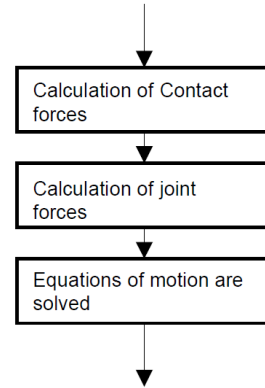 Calculation of Contact
forces
Calculation of joint
forces
Equations of motion are
solved